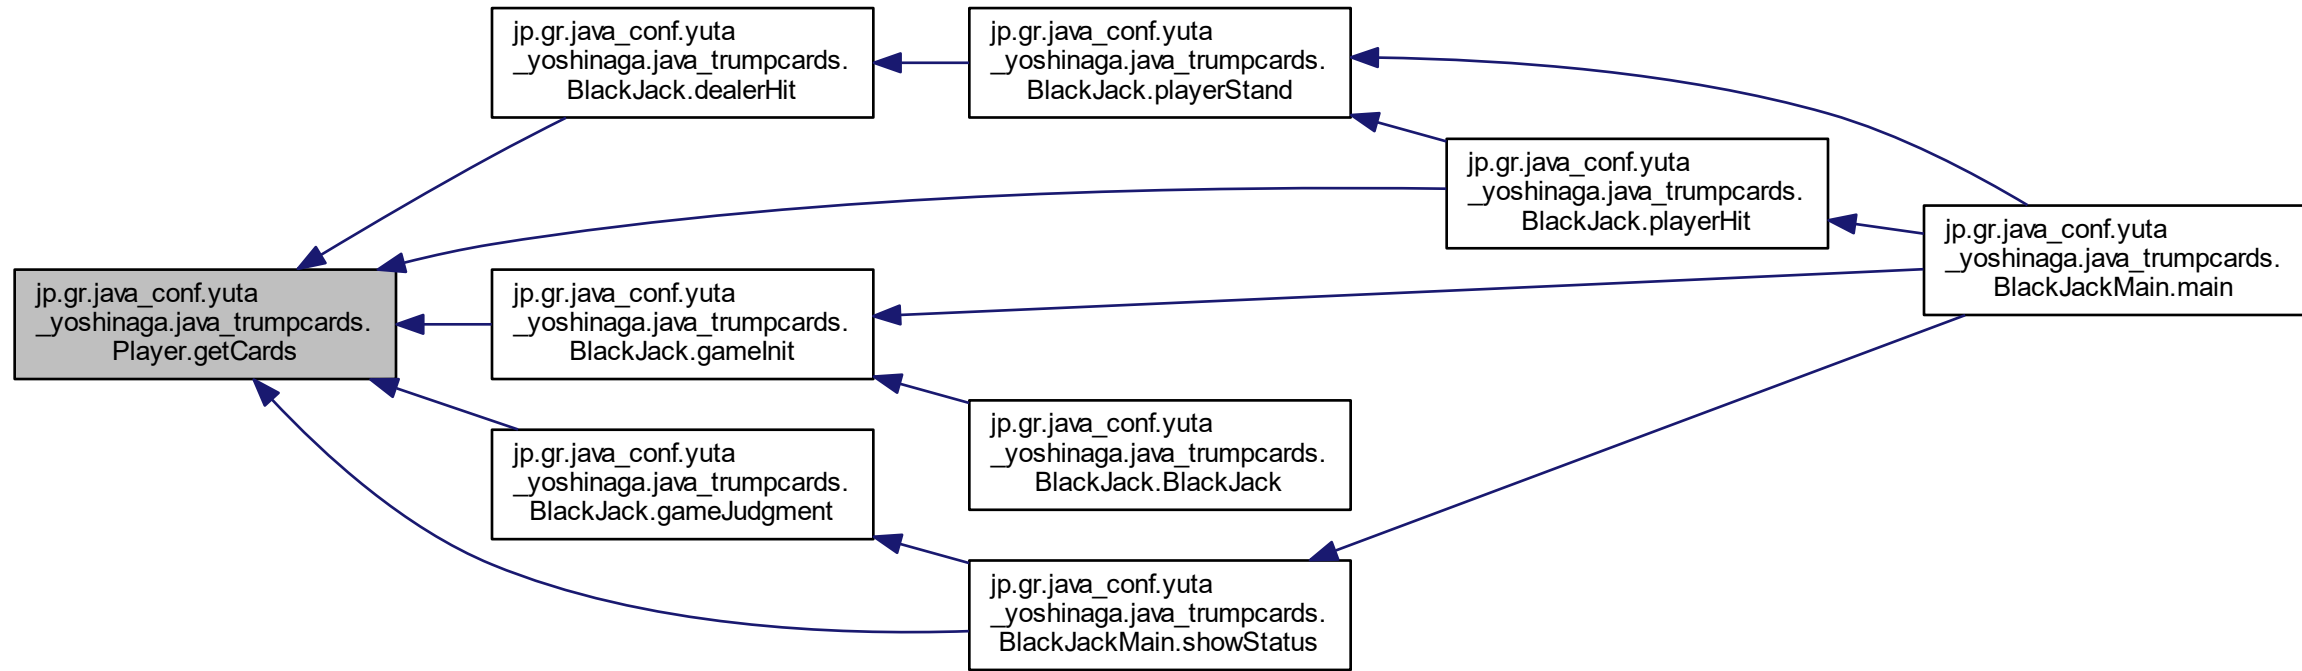 jp.gr.java_conf.yuta
_yoshinaga.java_trumpcards.
BlackJack.dealerHit
jp.gr.java_conf.yuta
_yoshinaga.java_trumpcards.
BlackJack.playerStand
jp.gr.java_conf.yuta
_yoshinaga.java_trumpcards.
BlackJack.playerHit
jp.gr.java_conf.yuta
_yoshinaga.java_trumpcards.
BlackJackMain.main
jp.gr.java_conf.yuta
_yoshinaga.java_trumpcards.
Player.getCards
jp.gr.java_conf.yuta
_yoshinaga.java_trumpcards.
BlackJack.gameInit
jp.gr.java_conf.yuta
_yoshinaga.java_trumpcards.
BlackJack.BlackJack
jp.gr.java_conf.yuta
_yoshinaga.java_trumpcards.
BlackJack.gameJudgment
jp.gr.java_conf.yuta
_yoshinaga.java_trumpcards.
BlackJackMain.showStatus